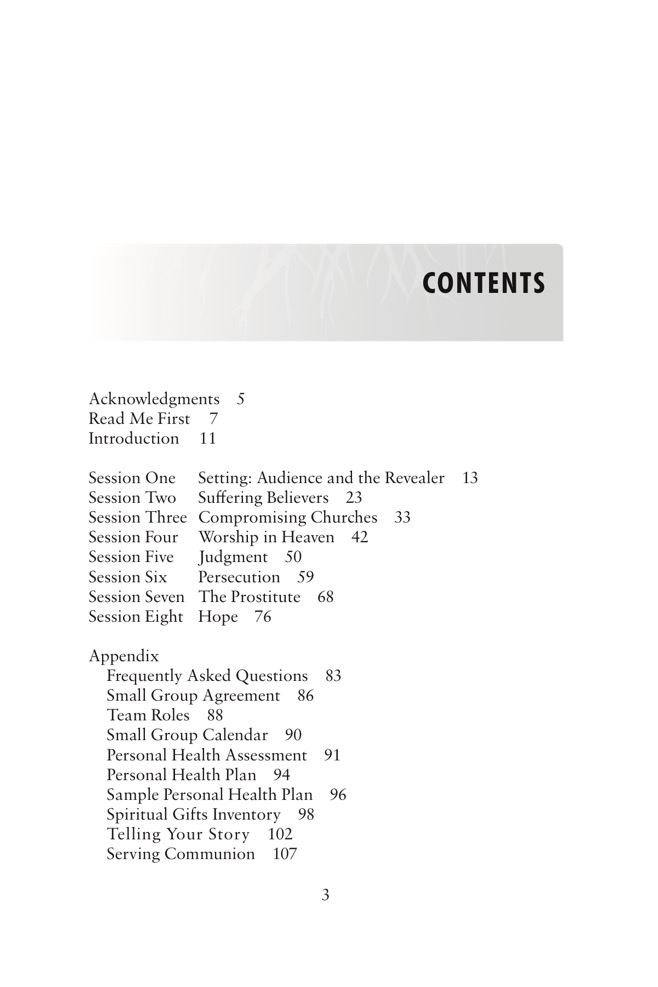 CONTENTS
Acknowledgments 5
Read Me First 7
Introduction 11
Session One Setting: Audience and the Revealer 13
Session Two Suffering Believers 23
Session Three Compromising Churches 33
Session Four Worship in Heaven 42
Session Five Judgment 50
Session Six Persecution 59
Session Seven The Prostitute 68
Session Eight Hope 76
Appendix
Frequently Asked Questions 83
Small Group Agreement 86
Team Roles 88
Small Group Calendar 90
Personal Health Assessment 91
Personal Health Plan 94
Sample Personal Health Plan 96
Spiritual Gifts Inventory 98
Telling Your Story 102
Serving Communion 107
3